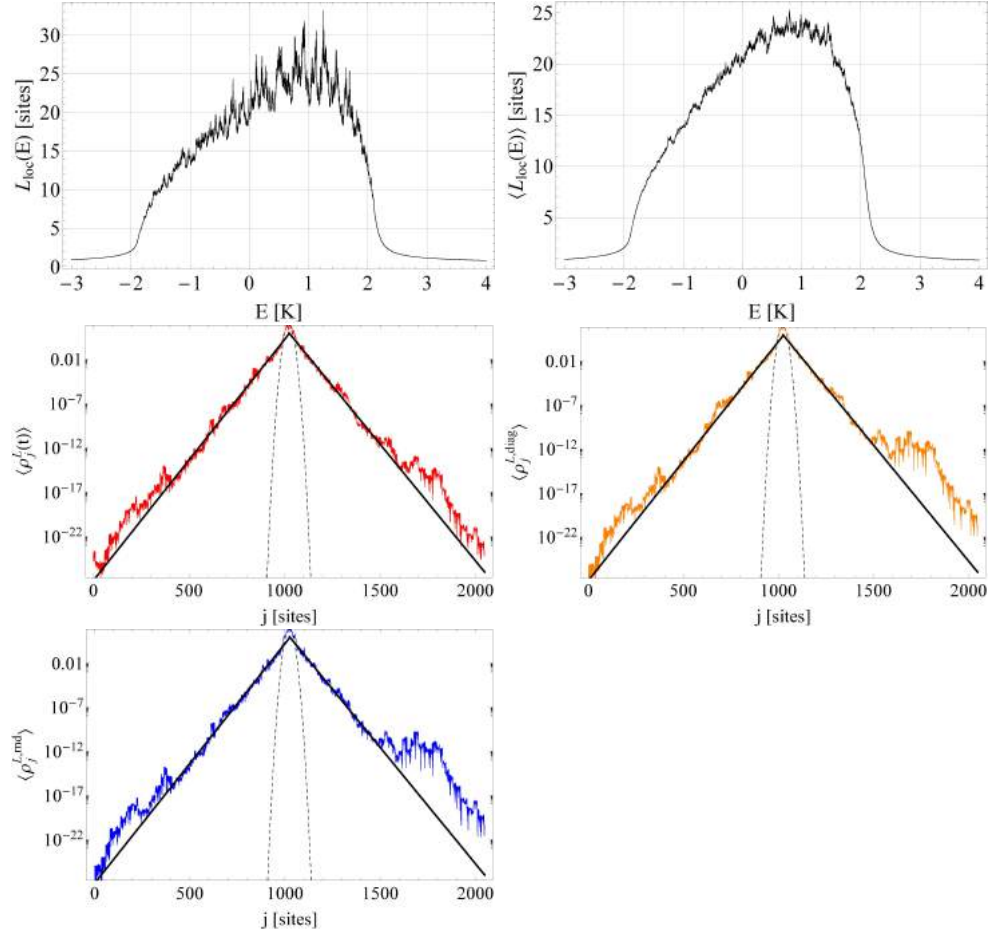 L_loc(E) [sites]
30
25
20
15
10
5
0
−3 −2 −1 0 1 2 3 4
E [K]
⟨L_loc(E)⟩ [sites]
25
20
15
10
5
−3 −2 −1 0 1 2 3 4
E [K]
⟨ρ_j^L(t)⟩
0.01
10^−7
10^−12
10^−17
10^−22
0 500 1000 1500 2000
j [sites]
⟨ρ_j^L,diag⟩
0.01
10^−7
10^−12
10^−17
10^−22
0 500 1000 1500 2000
j [sites]
⟨ρ_j^L,rnd⟩
0.01
10^−7
10^−12
10^−17
10^−22
0 500 1000 1500 2000
j [sites]